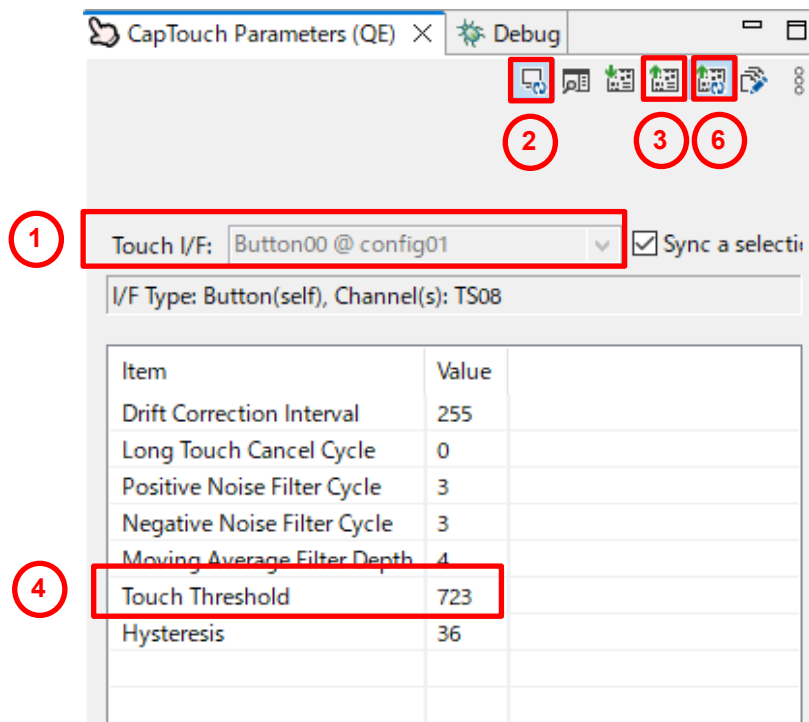 CapTouch Parameters (QE) Debug
2 3 6
1 Touch I/F: Button00 @ config01 Sync a selecti
I/F Type: Button(self), Channel(s): TS08
Item Value
Drift Correction Interval 255
Long Touch Cancel Cycle 0
Positive Noise Filter Cycle 3
Negative Noise Filter Cycle 3
Moving Average Filter Depth 4
4 Touch Threshold 723
Hysteresis 36